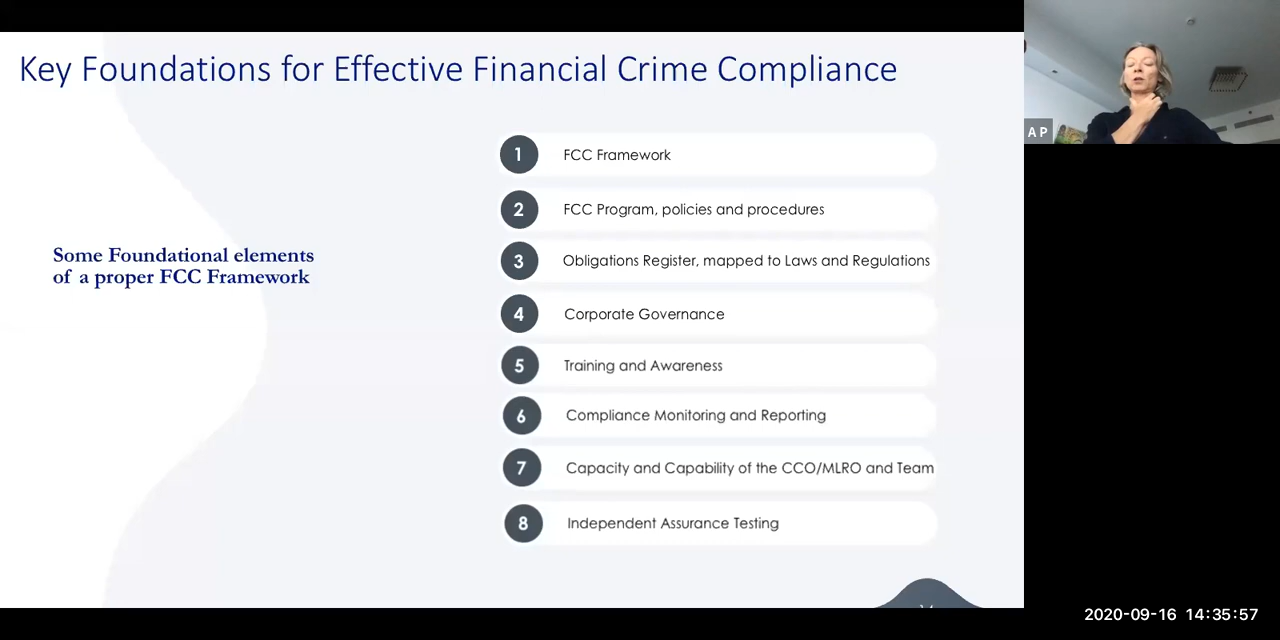 Key Foundations for Effective Financial Crime Compliance
AP
Some Foundational elements
of a proper FCC Framework
1 FCC Framework
2 FCC Program, policies and procedures
3 Obligations Register, mapped to Laws and Regulations
4 Corporate Governance
5 Training and Awareness
6 Compliance Monitoring and Reporting
7 Capacity and Capability of the CCO/MLRO and Team
8 Independent Assurance Testing
2020-09-16 14:35:57